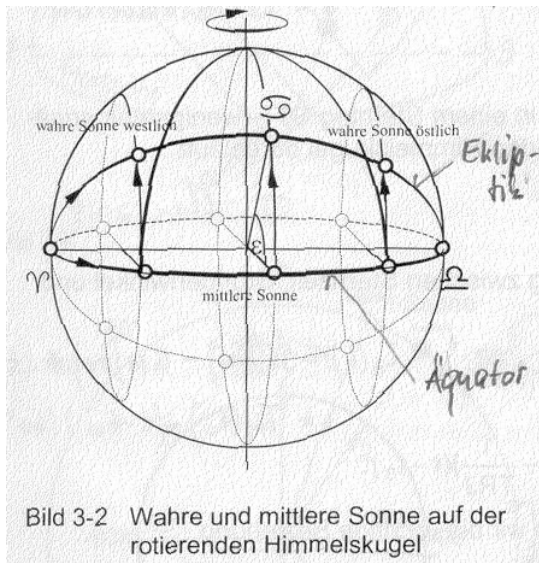 ♋
wahre Sonne westlich
wahre Sonne östlich
Eklip-
tik
ε
♈
mittlere Sonne
♎
Äquator
Bild 3-2 Wahre und mittlere Sonne auf der
rotierenden Himmelskugel